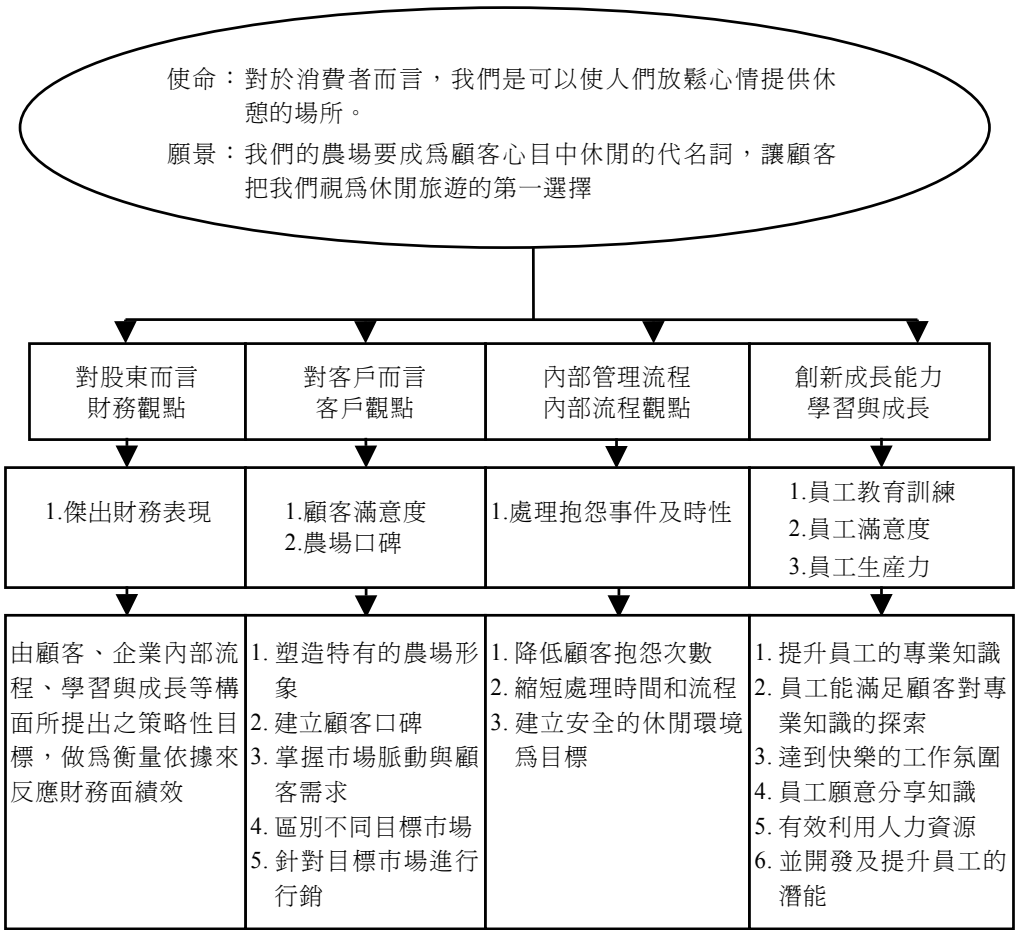 使命：對於消費者而言，我們是可以使人們放鬆心情提供休
憩的場所。
願景：我們的農場要成爲顧客心目中休閒的代名詞，讓顧客
把我們視爲休閒旅遊的第一選擇
對股東而言
財務觀點
對客戶而言
客戶觀點
內部管理流程
內部流程觀點
創新成長能力
學習與成長
1.傑出財務表現
1.顧客滿意度
2.農場口碑
1.處理抱怨事件及時性
1.員工教育訓練
2.員工滿意度
3.員工生産力
由顧客、企業內部流
程、學習與成長等構
面所提出之策略性目
標，做爲衡量依據來
反應財務面績效
1. 塑造特有的農場形
象
2. 建立顧客口碑
3. 掌握市場脈動與顧
客需求
4. 區別不同目標市場
5. 針對目標市場進行
行銷
1. 降低顧客抱怨次數
2. 縮短處理時間和流程
3. 建立安全的休閒環境
爲目標
1. 提升員工的專業知識
2. 員工能滿足顧客對專
業知識的探索
3. 達到快樂的工作氛圍
4. 員工願意分享知識
5. 有效利用人力資源
6. 並開發及提升員工的
潛能